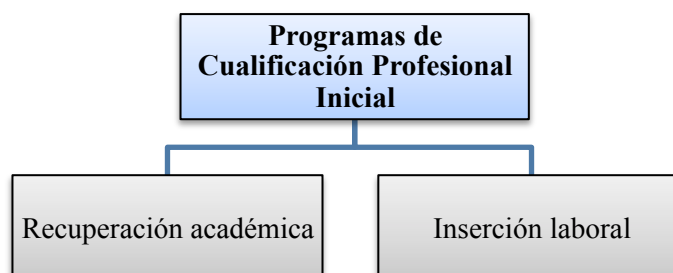 Programas de
Cualificación Profesional
Inicial
Recuperación académica
Inserción laboral